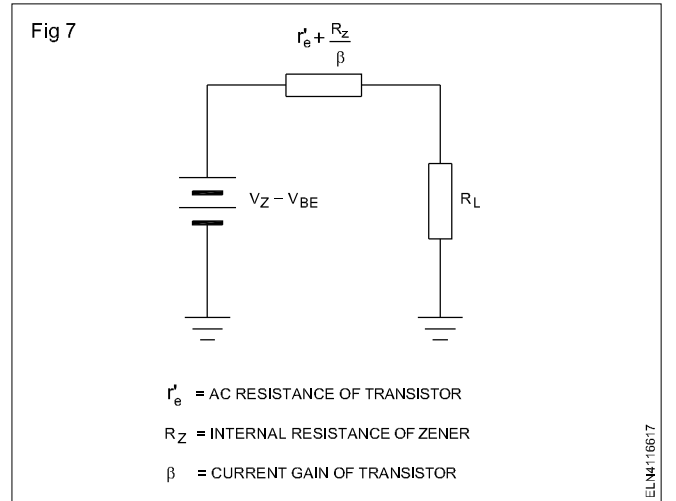 Fig 7
r'e + RZ/β
VZ – VBE
RL
r'e = AC RESISTANCE OF TRANSISTOR
RZ = INTERNAL RESISTANCE OF ZENER
β = CURRENT GAIN OF TRANSISTOR
ELN4116617